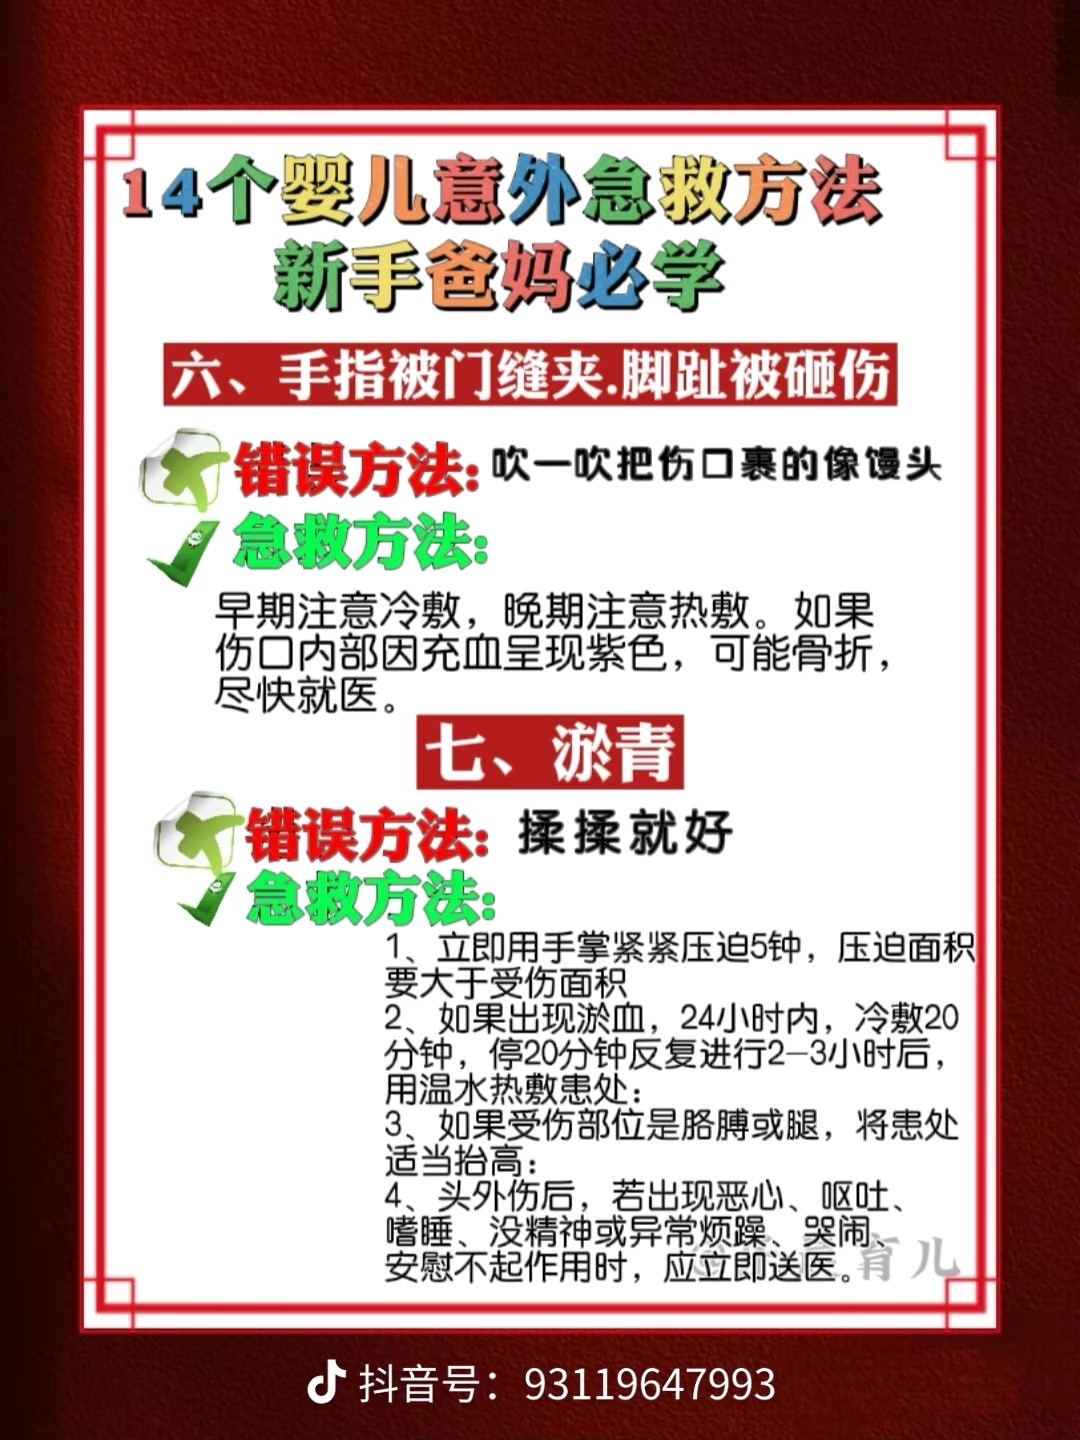 14个婴儿意外急救方法
新手爸妈必学
六、手指被门缝夹.脚趾被砸伤
错误方法:吹一吹把伤口裹的像馒头
急救方法:
早期注意冷敷，晚期注意热敷。如果
伤口内部因充血呈现紫色，可能骨折，
尽快就医。
七、淤青
错误方法:揉揉就好
急救方法:
1、立即用手掌紧紧压迫5钟，压迫面积
要大于受伤面积
2、如果出现淤血，24小时内，冷敷20
分钟，停20分钟反复进行2-3小时后，
用温水热敷患处:
3、如果受伤部位是胳膊或腿，将患处
适当抬高:
4、头外伤后，若出现恶心、呕吐、
嗜睡、没精神或异常烦躁、哭闹、
安慰不起作用时，应立即送医。
育儿
抖音号：93119647993